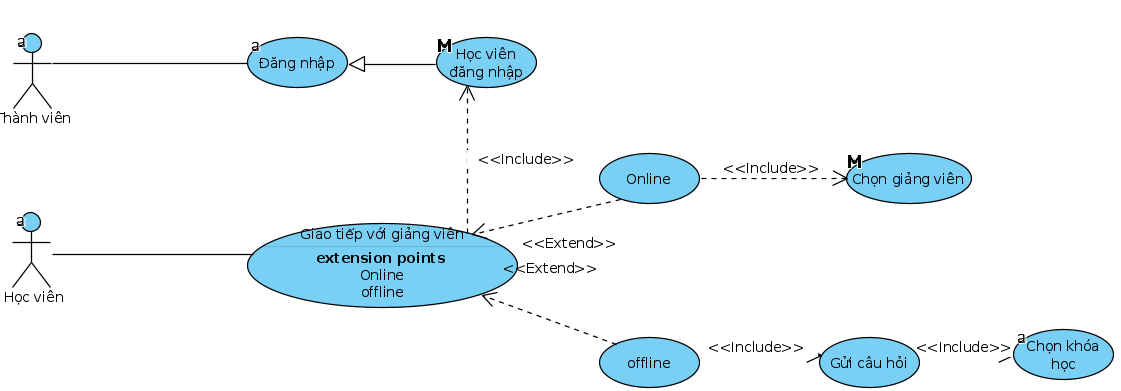 a
a
M
Đăng nhập
Học viên
đăng nhập
Thành viên
<<Include>>
Online
<<Include>>
M
Chọn giảng viên
a
Giao tiếp với giảng viên
extension points
Online
offline
<<Extend>>
<<Extend>>
Học viên
offline
<<Include>>
Gửi câu hỏi
<<Include>>
a
Chọn khóa
học